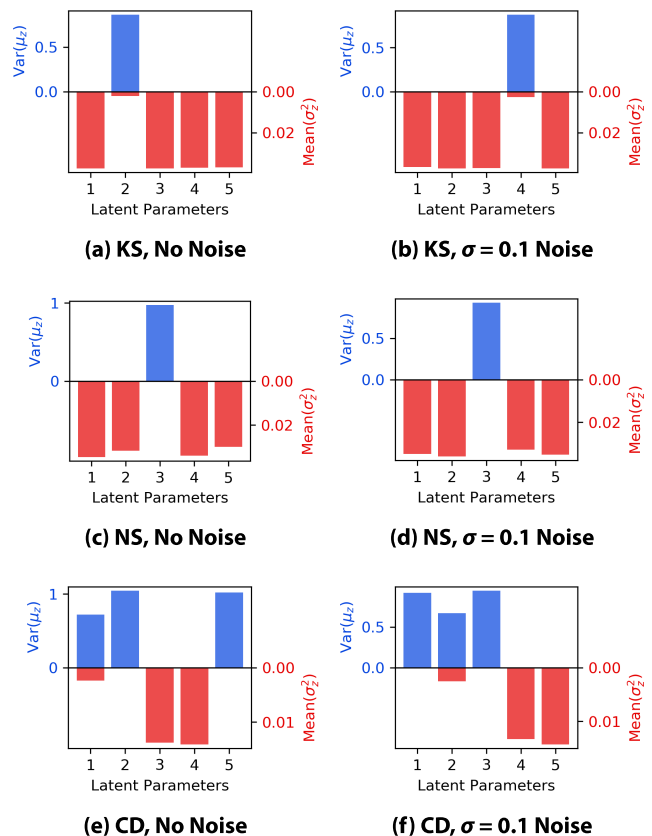 0.5
0.0
Var(μz)
0.00
0.02
Mean(σz²)
1 2 3 4 5
Latent Parameters
(a) KS, No Noise
0.5
0.0
Var(μz)
0.00
0.02
Mean(σz²)
1 2 3 4 5
Latent Parameters
(b) KS, σ = 0.1 Noise
1
0
Var(μz)
0.00
0.02
Mean(σz²)
1 2 3 4 5
Latent Parameters
(c) NS, No Noise
0.5
0.0
Var(μz)
0.00
0.02
Mean(σz²)
1 2 3 4 5
Latent Parameters
(d) NS, σ = 0.1 Noise
1
0
Var(μz)
0.00
0.01
Mean(σz²)
1 2 3 4 5
Latent Parameters
(e) CD, No Noise
0.5
0.0
Var(μz)
0.00
0.01
Mean(σz²)
1 2 3 4 5
Latent Parameters
(f) CD, σ = 0.1 Noise